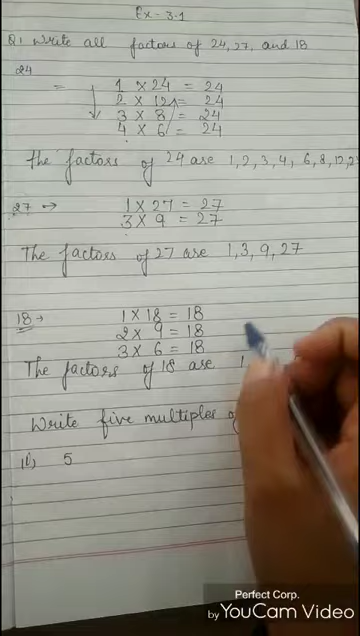 Ex - 3.1
Q1 Write all factors of 24, 27, and 18
24
= 1 × 24 = 24
2 × 12 = 24
3 × 8 = 24
4 × 6 = 24
The factors of 24 are 1, 2, 3, 4, 6, 8, 12, 2
27 → 1 × 27 = 27
3 × 9 = 27
The factors of 27 are 1, 3, 9, 27
18 → 1 × 18 = 18
2 × 9 = 18
3 × 6 = 18
The factors of 18 are 1
Write five multiples of
5
Perfect Corp.
by YouCam Video